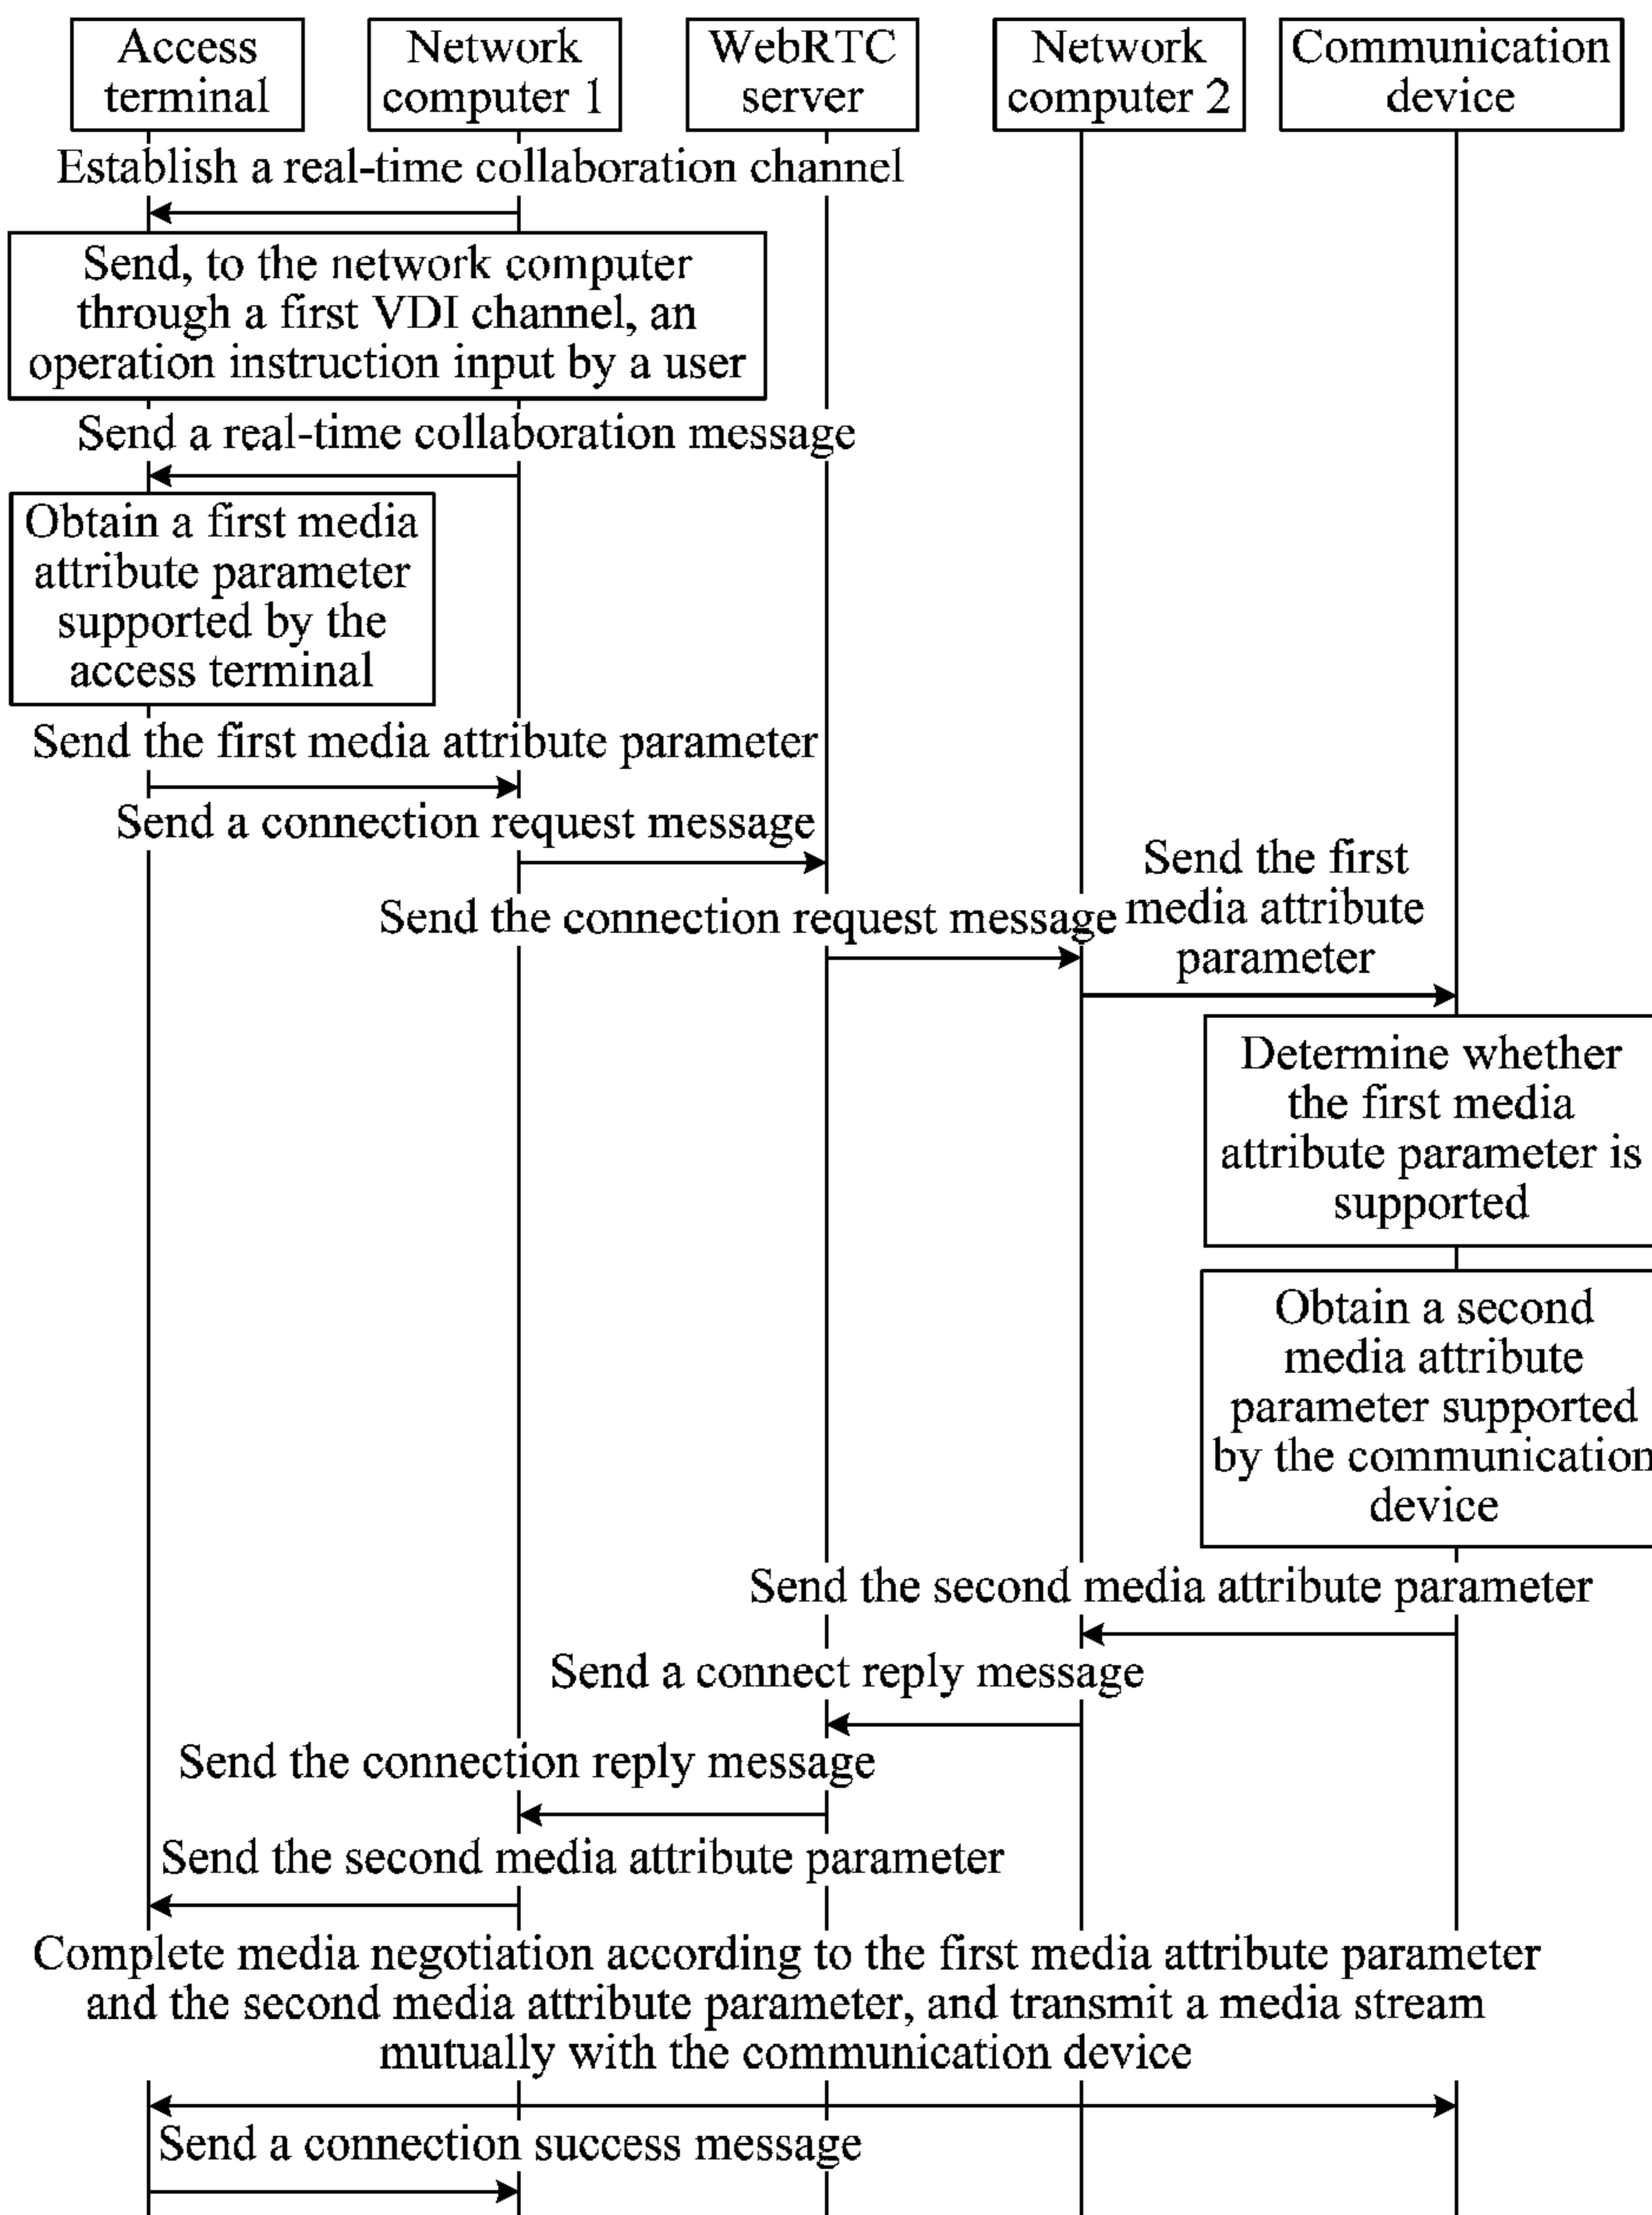 Access
terminal
Network
computer 1
WebRTC
server
Network
computer 2
Communication
device
Establish a real-time collaboration channel
Send, to the network computer
through a first VDI channel, an
operation instruction input by a user
Send a real-time collaboration message
Obtain a first media
attribute parameter
supported by the
access terminal
Send the first media attribute parameter
Send a connection request message
Send the connection request message
Send the first
media attribute
parameter
Determine whether
the first media
attribute parameter is
supported
Obtain a second
media attribute
parameter supported
by the communication
device
Send the second media attribute parameter
Send a connect reply message
Send the connection reply message
Send the second media attribute parameter
Complete media negotiation according to the first media attribute parameter
and the second media attribute parameter, and transmit a media stream
mutually with the communication device
Send a connection success message